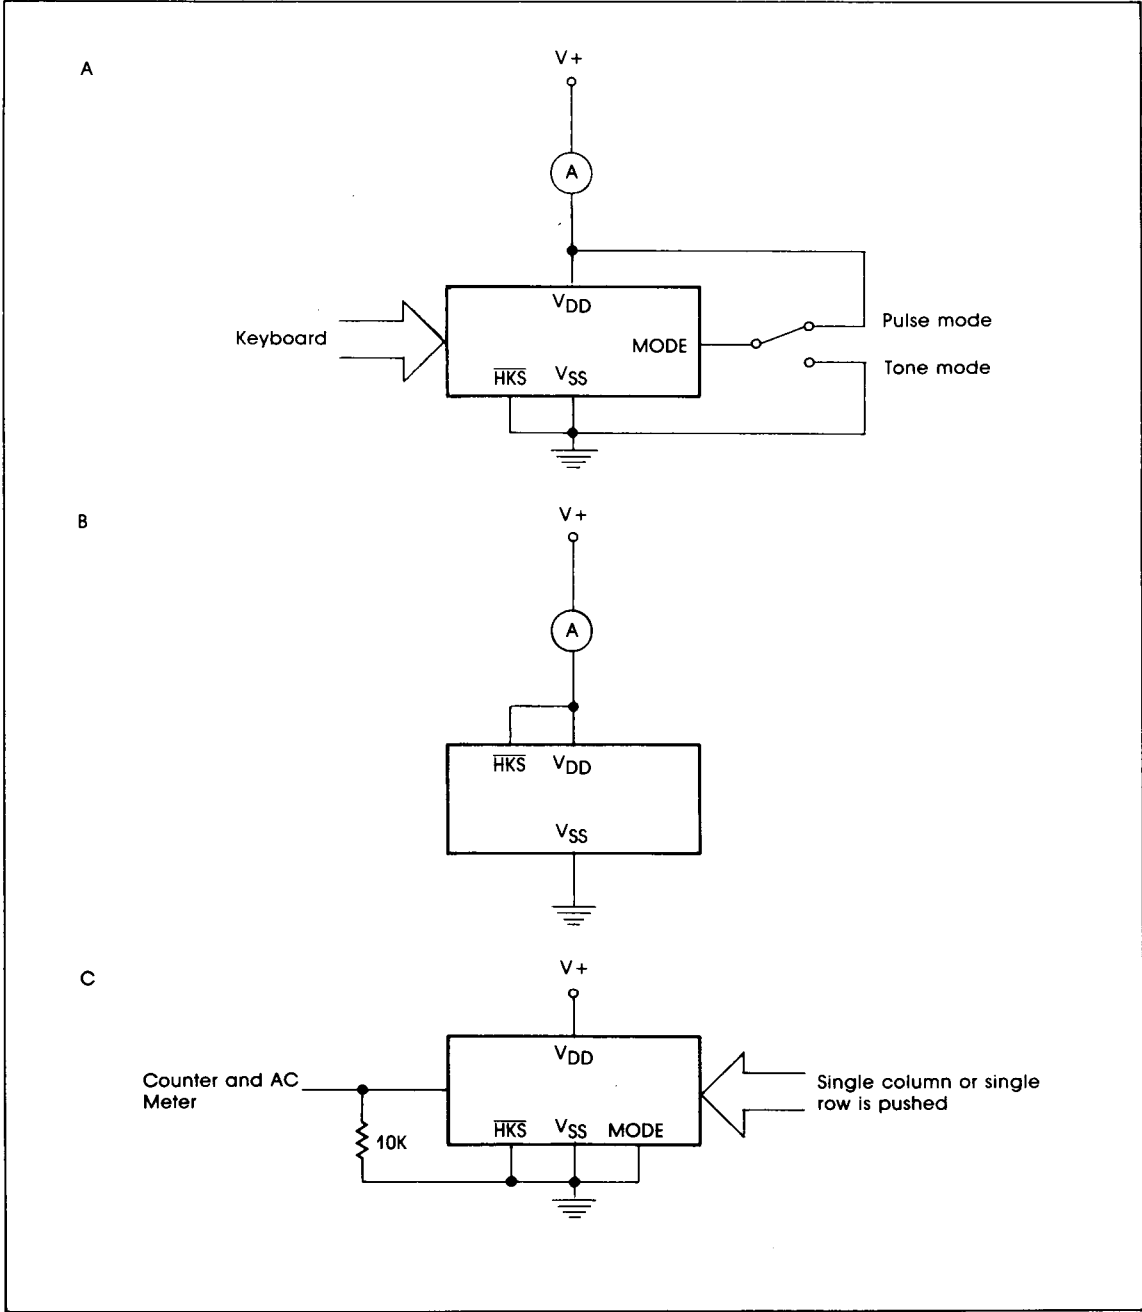 A
V+
A
VDD
Pulse mode
Keyboard
MODE
Tone mode
HKS VSS
B
V+
A
HKS VDD
VSS
C
V+
VDD
Counter and AC
Meter
Single column or single
row is pushed
10K
HKS VSS MODE